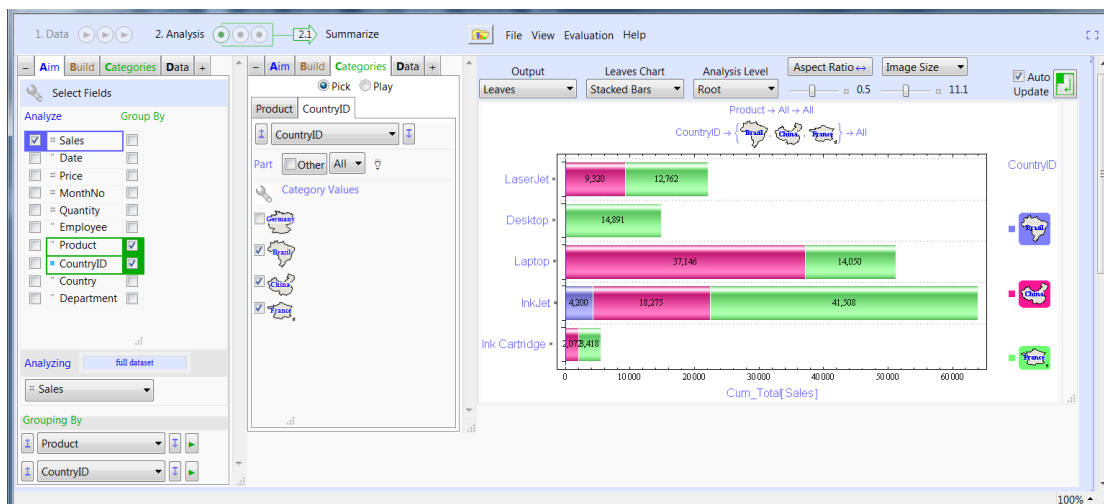 1. Data 2. Analysis 2.1 Summarize File View Evaluation Help
− Aim Build Categories Data +
Select Fields
Analyze Group By
Sales
Date
Price
MonthNo
Quantity
Employee
Product
CountryID
Country
Department
Analyzing full dataset
Sales
Grouping By
Product
CountryID
− Aim Build Categories Data +
Pick Play
Product CountryID
CountryID
Part Other All
Category Values
Germany
Brazil
China
France
Output Leaves Chart Analysis Level Aspect Ratio ↔ Image Size
Leaves Stacked Bars Root 0.5 11.1
Auto
Update
Product → All → All
CountryID → { Brazil , China , France } → All
CountryID
LaserJet 9,320 12,762
Desktop 14,891
Brazil
Laptop 37,146 14,050
China
InkJet 4,200 18,275 41,508
Ink Cartridge 3,418
France
0 10000 20000 30000 40000 50000 60000
Cum_Total[Sales]
100%